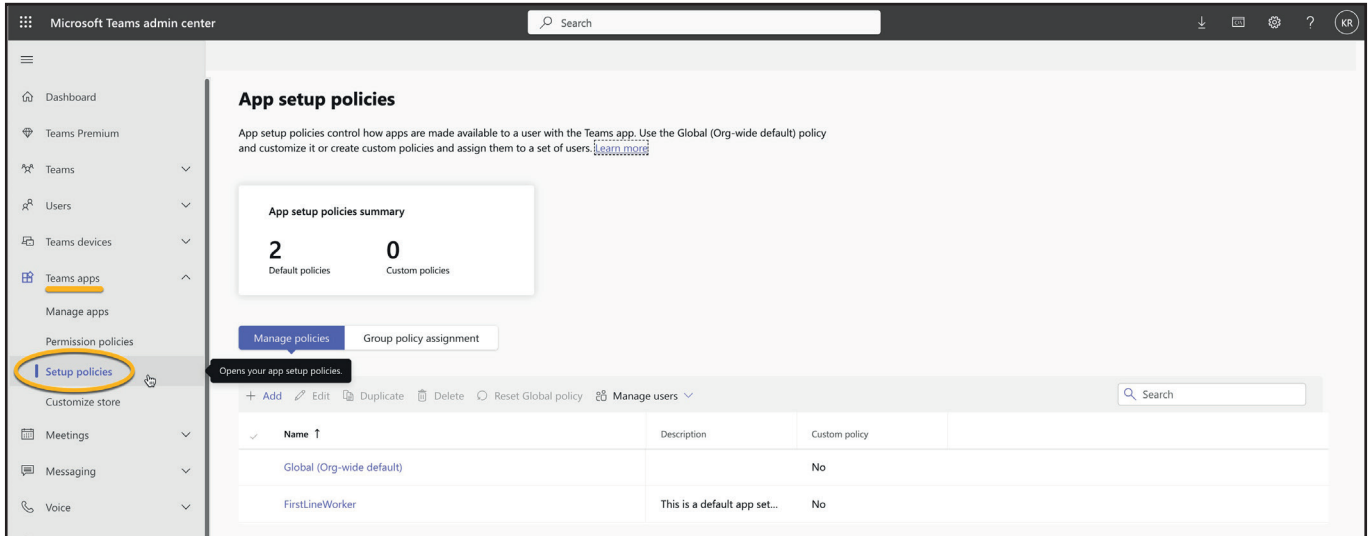 Microsoft Teams admin center
Search
KR
Dashboard
Teams Premium
Teams
Users
Teams devices
Teams apps
Manage apps
Permission policies
Setup policies
Customize store
Meetings
Messaging
Voice
App setup policies
App setup policies control how apps are made available to a user with the Teams app. Use the Global (Org-wide default) policy
and customize it or create custom policies and assign them to a set of users. Learn more
App setup policies summary
2 0
Default policies Custom policies
Manage policies Group policy assignment
Opens your app setup policies.
+ Add Edit Duplicate Delete Reset Global policy Manage users
Search
Name ↑ Description Custom policy
Global (Org-wide default) No
FirstLineWorker This is a default app set... No